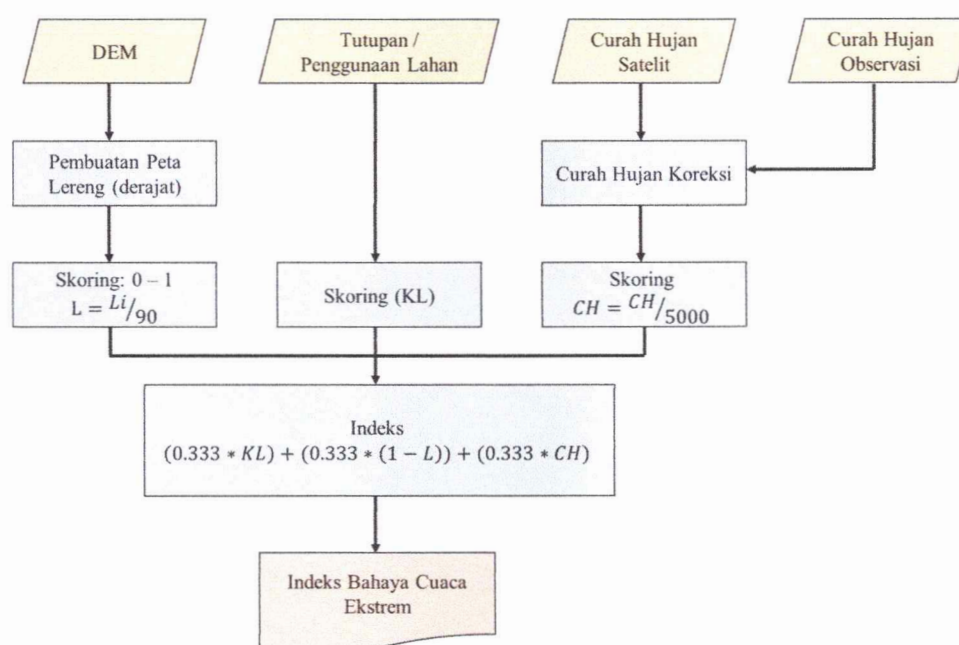 DEM
Tutupan /
Penggunaan Lahan
Curah Hujan
Satelit
Curah Hujan
Observasi
Pembuatan Peta
Lereng (derajat)
Curah Hujan Koreksi
Skoring: 0 – 1
L = Li/90
Skoring (KL)
Skoring
CH = CH/5000
Indeks
(0.333 * KL) + (0.333 * (1 − L)) + (0.333 * CH)
Indeks Bahaya Cuaca
Ekstrem